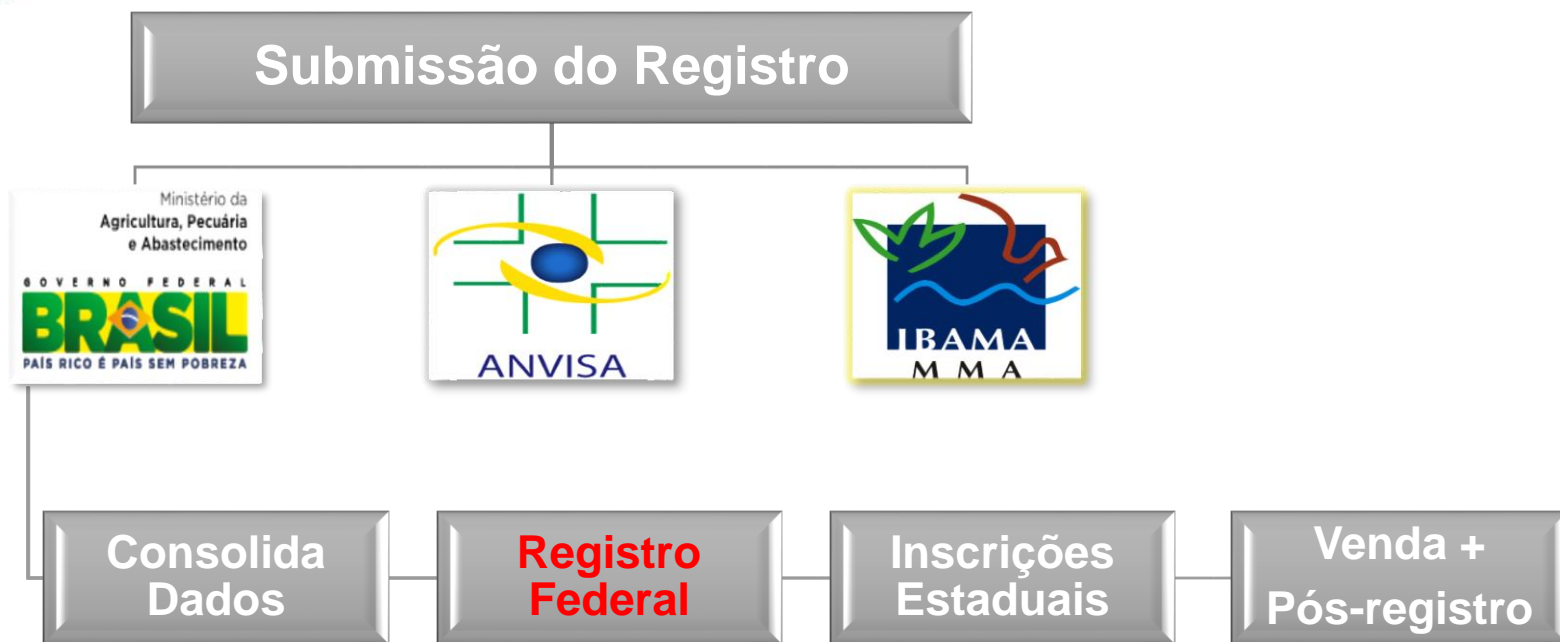 Submissão do Registro
Ministério da
Agricultura, Pecuária
e Abastecimento
GOVERNO FEDERAL
BRASIL
PAÍS RICO É PAÍS SEM POBREZA
ANVISA
IBAMA
M M A
Consolida
Dados
Registro
Federal
Inscrições
Estaduais
Venda +
Pós-registro